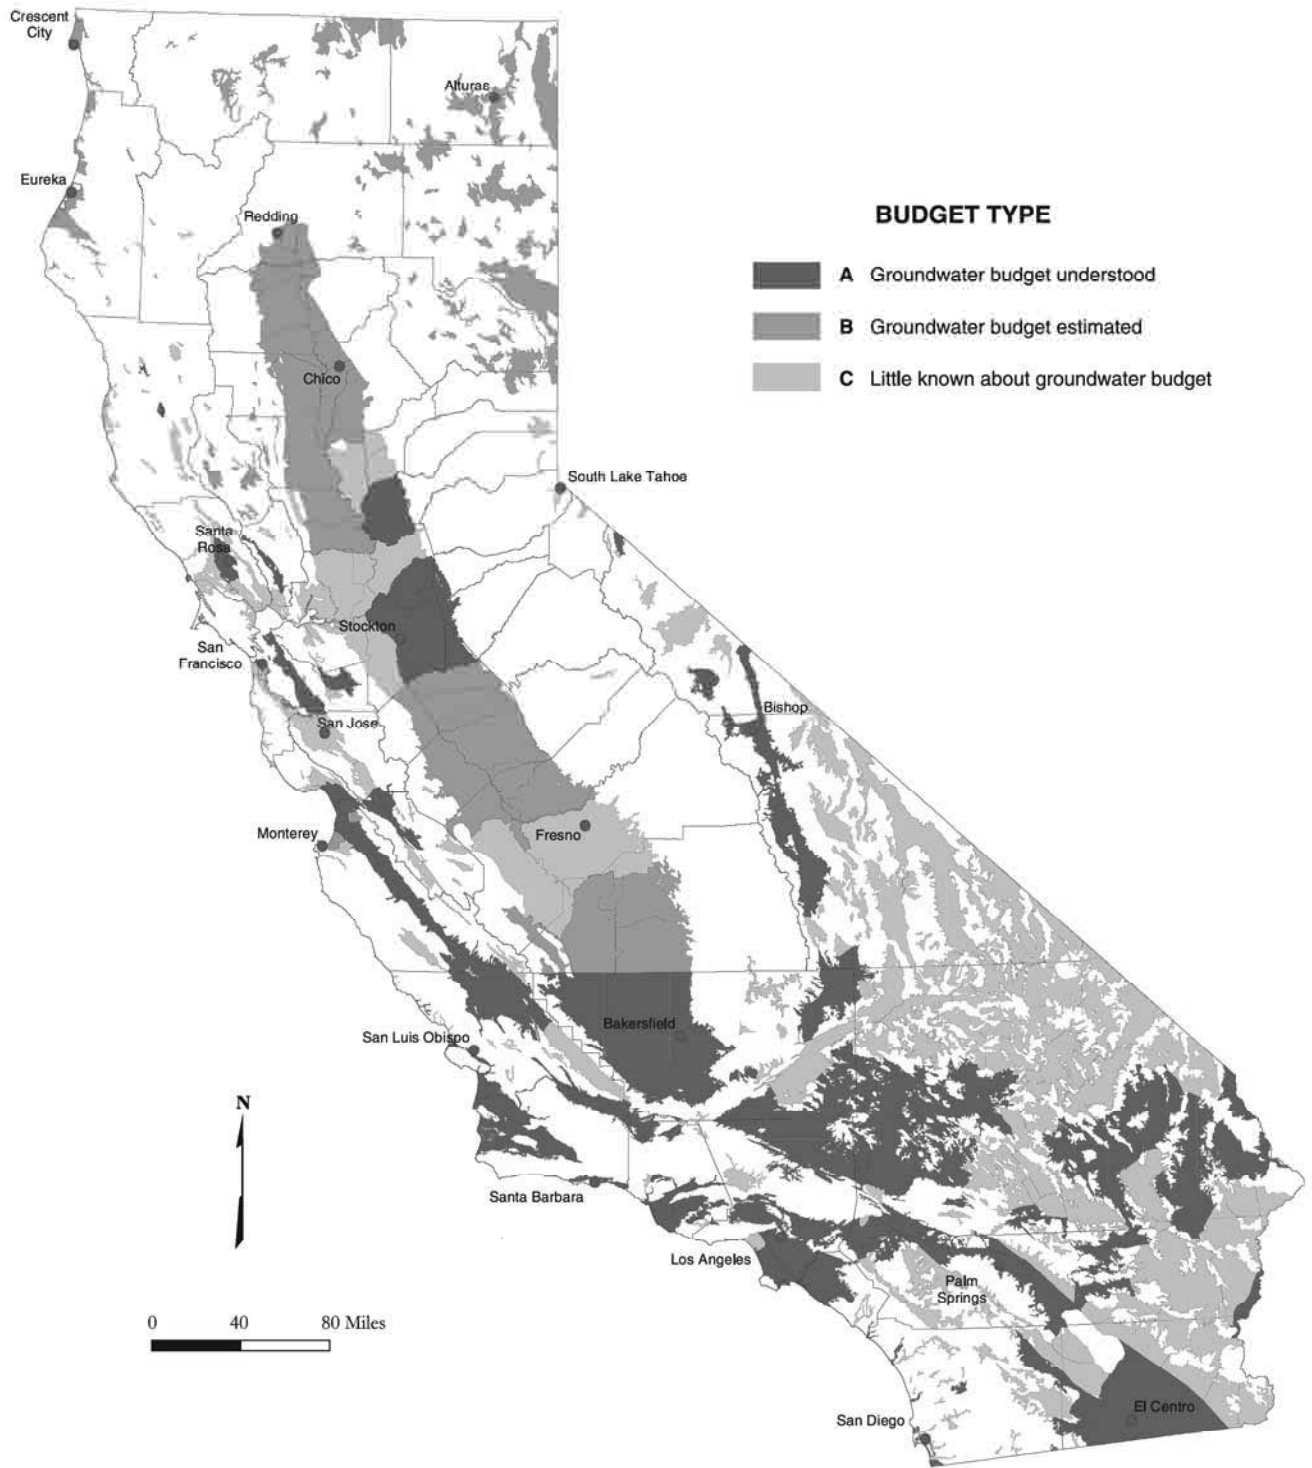 Crescent
City
Alturas
Eureka
Redding
BUDGET TYPE
A Groundwater budget understood
B Groundwater budget estimated
C Little known about groundwater budget
Chico
South Lake Tahoe
Santa
Rosa
Stockton
San
Francisco
Bishop
San Jose
Monterey
Fresno
Bakersfield
San Luis Obispo
N
Santa Barbara
Los Angeles
Palm
Springs
0 40 80 Miles
El Centro
San Diego